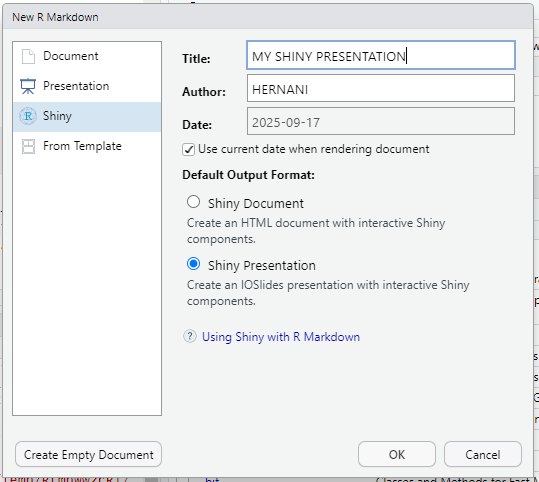 New R Markdown
Document
Presentation
Shiny
From Template
Title:
MY SHINY PRESENTATION
Author:
HERNANI
Date:
2025-09-17
Use current date when rendering document
Default Output Format:
Shiny Document
Create an HTML document with interactive Shiny
components.
Shiny Presentation
Create an IOSlides presentation with interactive Shiny
components.
? Using Shiny with R Markdown
Create Empty Document
OK
Cancel